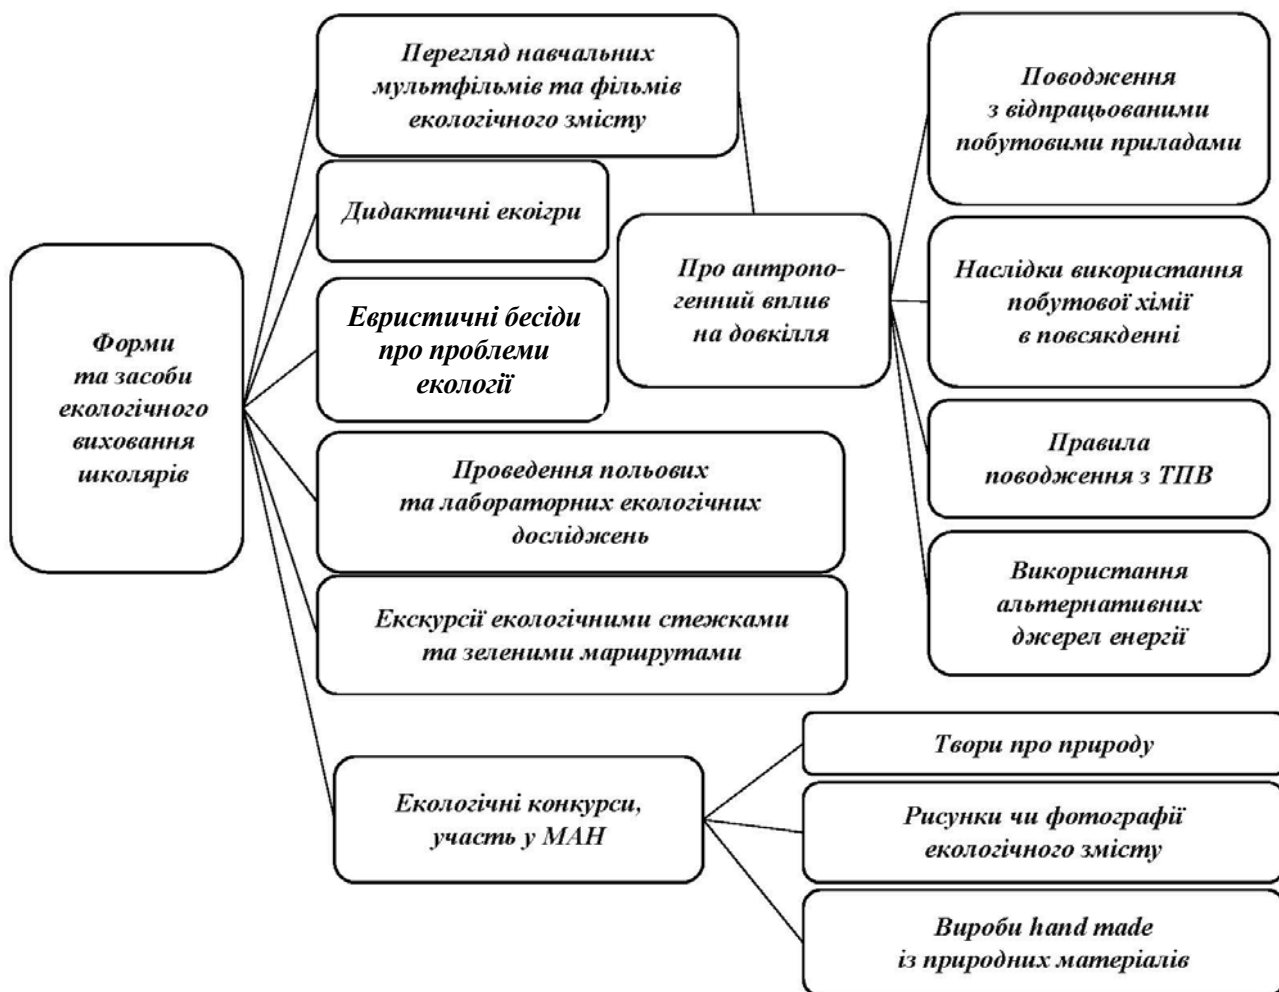 Форми
та засоби
екологічного
виховання
школярів
Перегляд навчальних
мультфільмів та фільмів
екологічного змісту
Дидактичні екоігри
Евристичні бесіди
про проблеми
екології
Проведення польових
та лабораторних екологічних
досліджень
Екскурсії екологічними стежками
та зеленими маршрутами
Екологічні конкурси,
участь у МАН
Про антропо-
генний вплив
на довкілля
Поводження
з відпрацьованими
побутовими приладами
Наслідки використання
побутової хімії
в повсякденні
Правила
поводження з ТПВ
Використання
альтернативних
джерел енергії
Твори про природу
Рисунки чи фотографії
екологічного змісту
Вироби hand made
із природних матеріалів